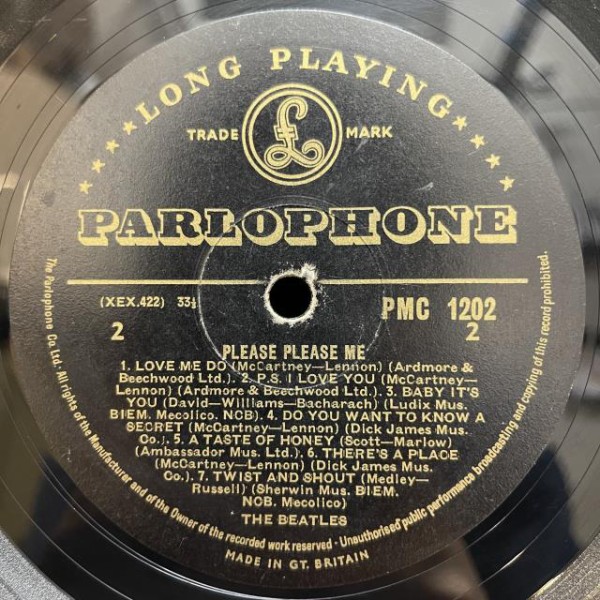 LONG PLAYING
TRADE MARK
£
PARLOPHONE
(XEX.422) 33⅓
PMC 1202
2
2
PLEASE PLEASE ME
1. LOVE ME DO (McCartney—Lennon) (Ardmore &
Beechwood Ltd.). 2. P.S. I LOVE YOU (McCartney—
Lennon) (Ardmore & Beechwood Ltd.). 3. BABY IT'S
YOU (David—Williams—Bacharach) (Ludix Mus.
BIEM. Mecolico. NCB). 4. DO YOU WANT TO KNOW A
SECRET (McCartney—Lennon) (Dick James Mus.
Co.). 5. A TASTE OF HONEY (Scott—Marlow)
(Ambassador Mus. Ltd.). 6. THERE'S A PLACE
(McCartney—Lennon) (Dick James Mus.
Co.). 7. TWIST AND SHOUT (Medley—
Russell) (Sherwin Mus. BIEM.
NCB. Mecolico)
THE BEATLES
The Parlophone Co. Ltd. · All rights of the Manufacturer and of the Owner of the recorded work reserved · Unauthorised public performance broadcasting and copying of this record prohibited.
MADE IN GT. BRITAIN